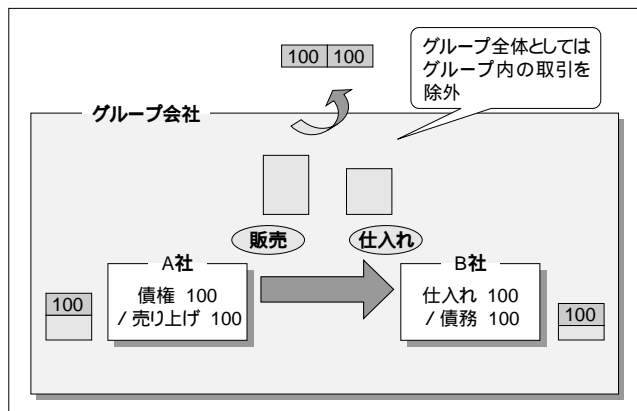 100 100
グループ全体としては
グループ内の取引を
除外
グループ会社
販売
仕入れ
A社
債権 100
/ 売り上げ 100
B社
仕入れ 100
/ 債務 100
100
100